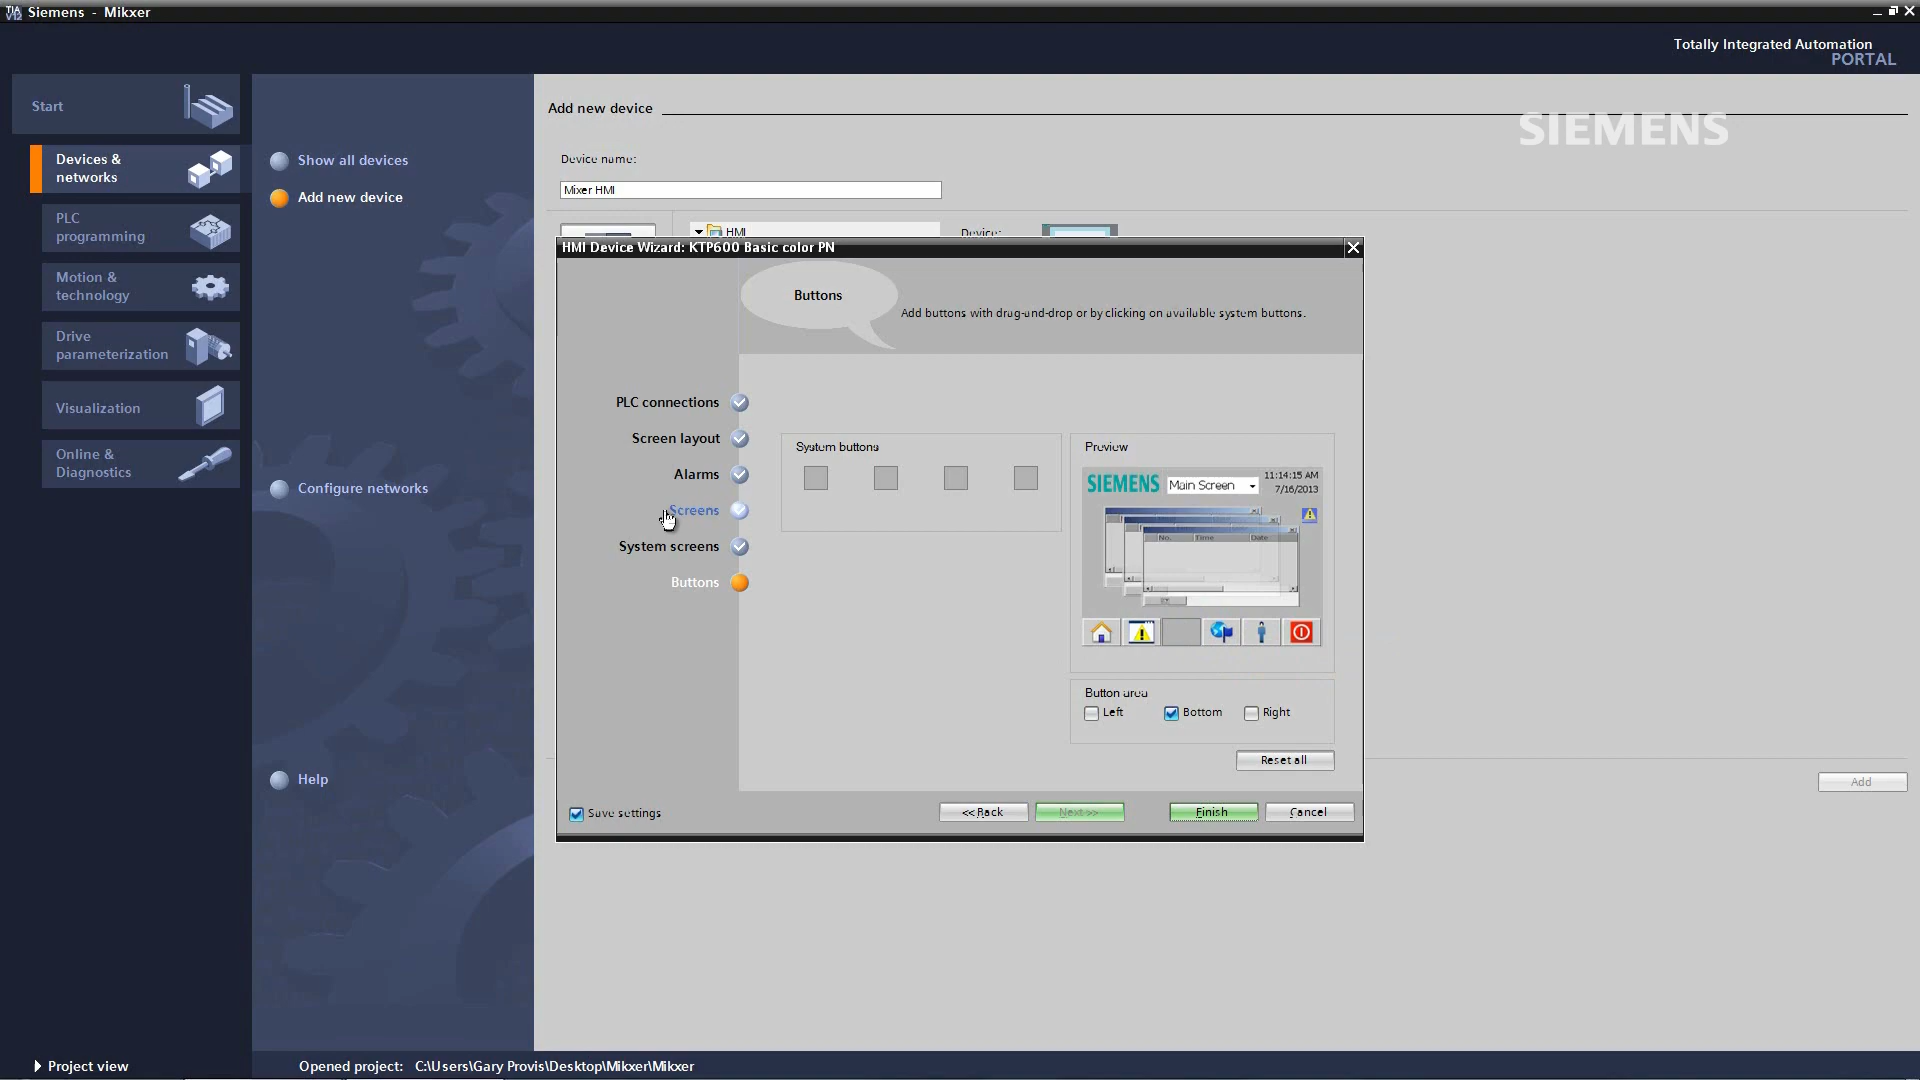 Siemens - Mikxer
Totally Integrated Automation
PORTAL
Start
Devices &
networks
PLC
programming
Motion &
technology
Drive
parameterization
Visualization
Online &
Diagnostics
Show all devices
Add new device
Configure networks
Help
Add new device
SIEMENS
Device name:
Mixer HMI
HMI
Device:
HMI Device Wizard: KTP600 Basic color PN
Buttons
Add buttons with drag-and-drop or by clicking on available system buttons.
PLC connections
Screen layout
Alarms
Screens
System screens
Buttons
System buttons
Preview
SIEMENS
Main Screen
11:14:15 AM
7/16/2013
No. Time Date
Button area
Left
Bottom
Right
Reset all
Save settings
<<Back
Next>>
Finish
Cancel
Add
Project view
Opened project: C:\Users\Gary Provis\Desktop\Mikxer\Mikxer